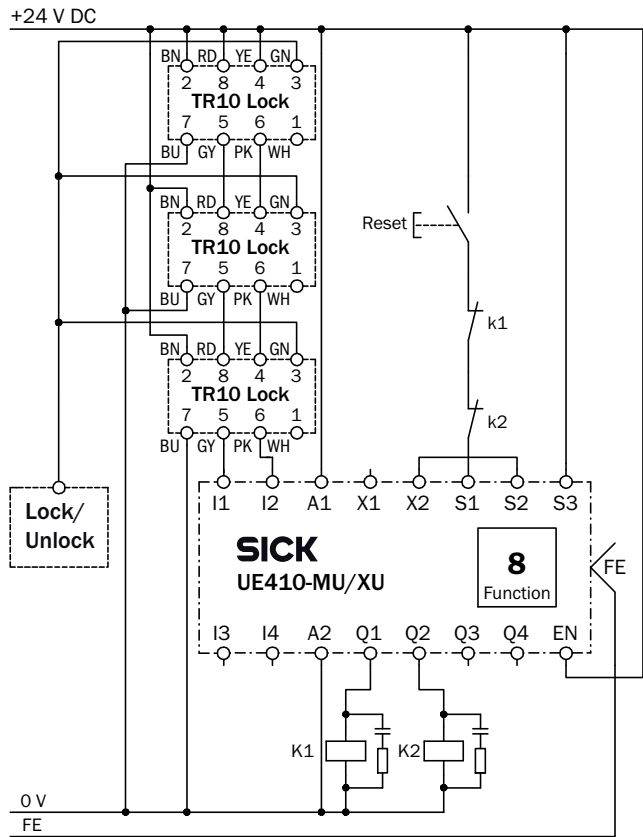 +24 V DC
BN RD YE GN
2 8 4 3
TR10 Lock
7 5 6 1
BU GY PK WH
BN RD YE GN
2 8 4 3
TR10 Lock
7 5 6 1
BU GY PK WH
Reset
k1
BN RD YE GN
2 8 4 3
TR10 Lock
7 5 6 1
BU GY PK WH
k2
Lock/
Unlock
I1 I2 A1 X1 X2 S1 S2 S3
SICK
UE410-MU/XU
8
Function
FE
I3 I4 A2 Q1 Q2 Q3 Q4 EN
K1 K2
0 V
FE